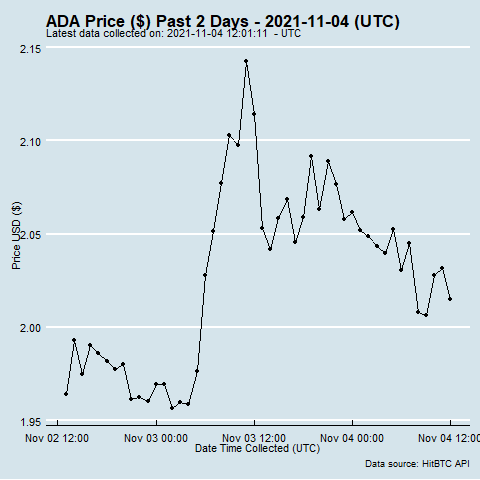 ADA Price ($) Past 2 Days - 2021-11-04 (UTC)
Latest data collected on: 2021-11-04 12:01:11  - UTC
2.15
2.10
2.05
2.00
1.95
Price USD ($)
Nov 02 12:00
Nov 03 00:00
Nov 03 12:00
Nov 04 00:00
Nov 04 12:00
Date Time Collected (UTC)
Data source: HitBTC API